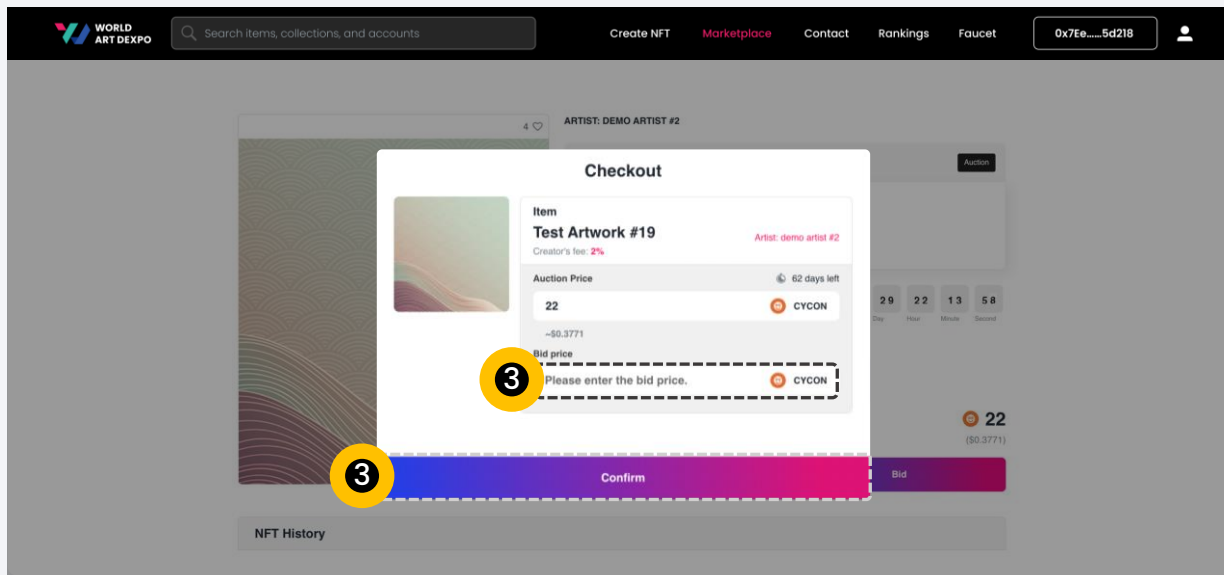 WORLD
ART DEXPO
Search items, collections, and accounts
Create NFT
Marketplace
Contact
Rankings
Faucet
0x7Ee......5d218
4
ARTIST: DEMO ARTIST #2
Auction
Checkout
Item
Test Artwork #19
Artist: demo artist #2
Creator's fee: 2%
Auction Price
62 days left
22
CYCON
~$0.3771
29 22 13 58
Day Hour Minute Second
Bid price
3
Please enter the bid price.
CYCON
22
($0.3771)
3
Confirm
Bid
NFT History